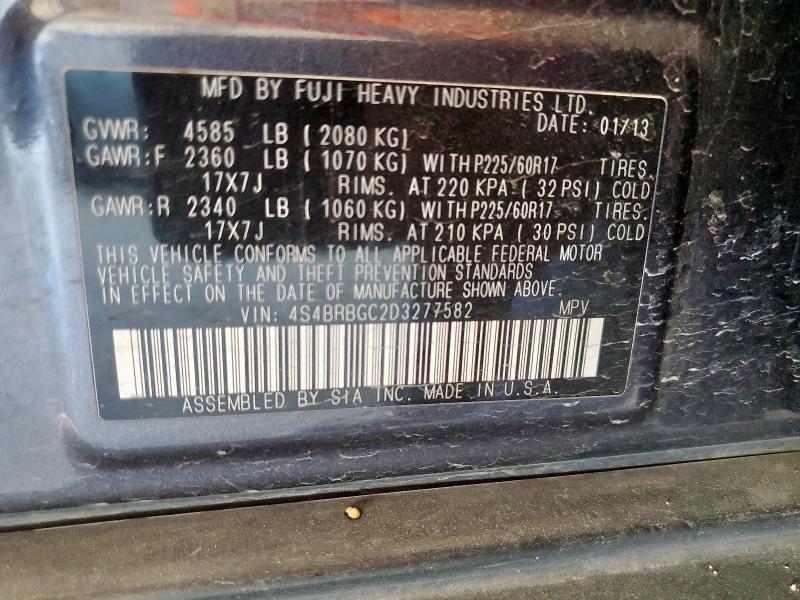 MFD BY FUJI HEAVY INDUSTRIES LTD.
DATE: 01/13
GVWR: 4585 LB (2080 KG)
GAWR:F 2360 LB (1070 KG) WITH P225/60R17 TIRES.
17X7J RIMS. AT 220 KPA ( 32 PSI) COLD
GAWR:R 2340 LB (1060 KG) WITH P225/60R17 TIRES.
17X7J RIMS. AT 210 KPA ( 30 PSI) COLD
THIS VEHICLE CONFORMS TO ALL APPLICABLE FEDERAL MOTOR
VEHICLE SAFETY AND THEFT PREVENTION STANDARDS
IN EFFECT ON THE DATE OF MANUFACTURE SHOWN ABOVE.
VIN: 4S4BRBGC2D3277582 MPV
ASSEMBLED BY SIA INC. MADE IN U.S.A.